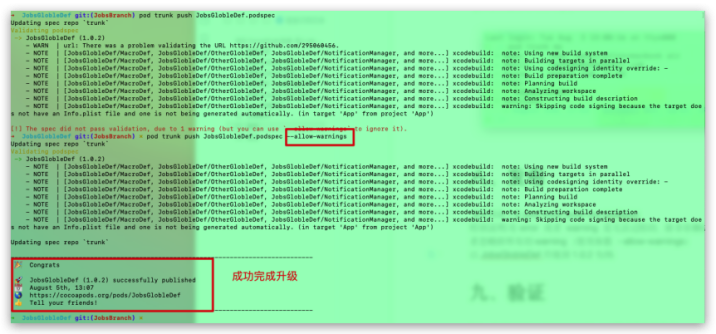 → JobsGlobleDef git:(JobsBranch) pod trunk push JobsGlobleDef.podspec
Updating spec repo `trunk`
Validating podspec
-> JobsGlobleDef (1.0.2)
- WARN | url: There was a problem validating the URL https://github.com/295060456.
- NOTE | [JobsGlobleDef/MacroDef, JobsGlobleDef/OtherGlobleDef, JobsGlobleDef/NotificationManager, and more...] xcodebuild: note: Using new build system
- NOTE | [JobsGlobleDef/MacroDef, JobsGlobleDef/OtherGlobleDef, JobsGlobleDef/NotificationManager, and more...] xcodebuild: note: Building targets in parallel
- NOTE | [JobsGlobleDef/MacroDef, JobsGlobleDef/OtherGlobleDef, JobsGlobleDef/NotificationManager, and more...] xcodebuild: note: Using codesigning identity override: -
- NOTE | [JobsGlobleDef/MacroDef, JobsGlobleDef/OtherGlobleDef, JobsGlobleDef/NotificationManager, and more...] xcodebuild: note: Build preparation complete
- NOTE | [JobsGlobleDef/MacroDef, JobsGlobleDef/OtherGlobleDef, JobsGlobleDef/NotificationManager, and more...] xcodebuild: note: Planning build
- NOTE | [JobsGlobleDef/MacroDef, JobsGlobleDef/OtherGlobleDef, JobsGlobleDef/NotificationManager, and more...] xcodebuild: note: Analyzing workspace
- NOTE | [JobsGlobleDef/MacroDef, JobsGlobleDef/OtherGlobleDef, JobsGlobleDef/NotificationManager, and more...] xcodebuild: note: Constructing build description
- NOTE | [JobsGlobleDef/MacroDef, JobsGlobleDef/OtherGlobleDef, JobsGlobleDef/NotificationManager, and more...] xcodebuild: warning: Skipping code signing because the target doe
s not have an Info.plist file and one is not being generated automatically. (in target 'App' from project 'App')
[!] The spec did not pass validation, due to 1 warning (but you can use `--allow-warnings` to ignore it).
→ JobsGlobleDef git:(JobsBranch) ✗ pod trunk push JobsGlobleDef.podspec --allow-warnings
Updating spec repo `trunk`
Validating podspec
-> JobsGlobleDef (1.0.2)
- NOTE | [JobsGlobleDef/MacroDef, JobsGlobleDef/OtherGlobleDef, JobsGlobleDef/NotificationManager, and more...] xcodebuild: note: Using new build system
- NOTE | [JobsGlobleDef/MacroDef, JobsGlobleDef/OtherGlobleDef, JobsGlobleDef/NotificationManager, and more...] xcodebuild: note: Building targets in parallel
- NOTE | [JobsGlobleDef/MacroDef, JobsGlobleDef/OtherGlobleDef, JobsGlobleDef/NotificationManager, and more...] xcodebuild: note: Using codesigning identity override: -
- NOTE | [JobsGlobleDef/MacroDef, JobsGlobleDef/OtherGlobleDef, JobsGlobleDef/NotificationManager, and more...] xcodebuild: note: Build preparation complete
- NOTE | [JobsGlobleDef/MacroDef, JobsGlobleDef/OtherGlobleDef, JobsGlobleDef/NotificationManager, and more...] xcodebuild: note: Planning build
- NOTE | [JobsGlobleDef/MacroDef, JobsGlobleDef/OtherGlobleDef, JobsGlobleDef/NotificationManager, and more...] xcodebuild: note: Analyzing workspace
- NOTE | [JobsGlobleDef/MacroDef, JobsGlobleDef/OtherGlobleDef, JobsGlobleDef/NotificationManager, and more...] xcodebuild: note: Constructing build description
- NOTE | [JobsGlobleDef/MacroDef, JobsGlobleDef/OtherGlobleDef, JobsGlobleDef/NotificationManager, and more...] xcodebuild: warning: Skipping code signing because the target doe
s not have an Info.plist file and one is not being generated automatically. (in target 'App' from project 'App')
Updating spec repo `trunk`
🎉 Congrats
🚀 JobsGlobleDef (1.0.2) successfully published
📅 August 5th, 13:07
🌎 https://cocoapods.org/pods/JobsGlobleDef
👍 Tell your friends!
成功完成升级
九、验证
→ JobsGlobleDef git:(JobsBranch) ✗